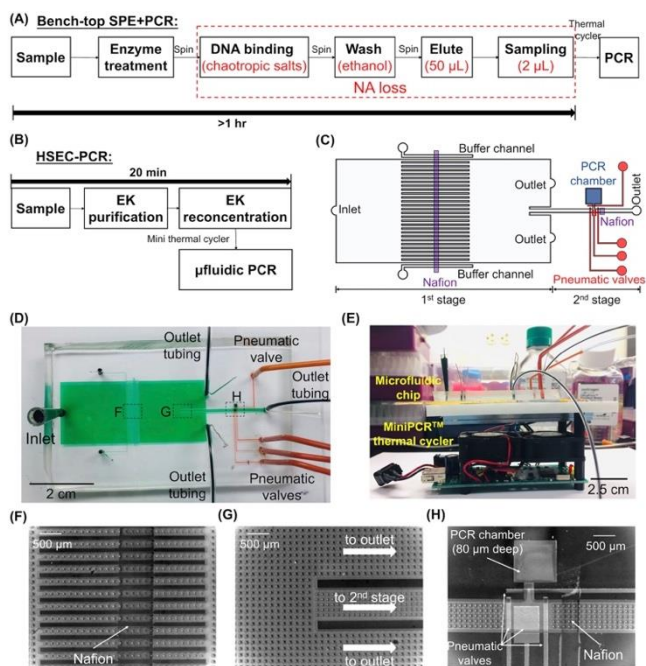 (A) Bench-top SPE+PCR:
Sample
Enzyme
treatment
Spin
DNA binding
(chaotropic salts)
Spin
Wash
(ethanol)
Spin
Elute
(50 µL)
Sampling
(2 µL)
Thermal
cycler
PCR
NA loss
>1 hr
(B)
HSEC-PCR:
20 min
Sample
EK
purification
EK
reconcentration
Mini thermal cycler
µfluidic PCR
(C)
Buffer channel
Inlet
Outlet
Outlet
Nafion
Buffer channel
PCR
chamber
Outlet
Nafion
Pneumatic valves
1st stage
2nd stage
(D)
Outlet
tubing
Pneumatic
valve
Outlet
tubing
F
G
H
Inlet
2 cm
Outlet
tubing
Pneumatic
valves
(E)
Microfluidic
chip
MiniPCR™
thermal cycler
2.5 cm
(F)
500 µm
Nafion
(G)
500 µm
to outlet
to 2nd stage
to outlet
(H)
PCR chamber
(80 µm deep)
500 µm
Pneumatic
valves
Nafion